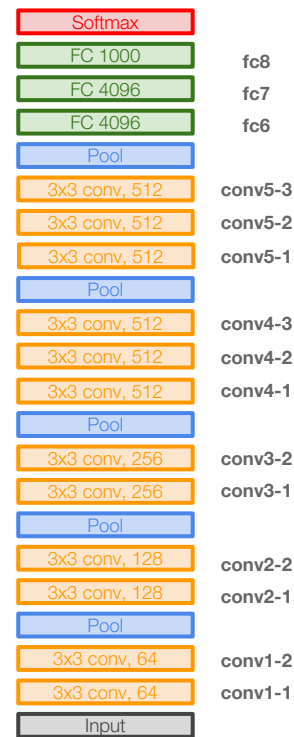 Softmax
FC 1000 fc8
FC 4096 fc7
FC 4096 fc6
Pool
3x3 conv, 512 conv5-3
3x3 conv, 512 conv5-2
3x3 conv, 512 conv5-1
Pool
3x3 conv, 512 conv4-3
3x3 conv, 512 conv4-2
3x3 conv, 512 conv4-1
Pool
3x3 conv, 256 conv3-2
3x3 conv, 256 conv3-1
Pool
3x3 conv, 128 conv2-2
3x3 conv, 128 conv2-1
Pool
3x3 conv, 64 conv1-2
3x3 conv, 64 conv1-1
Input